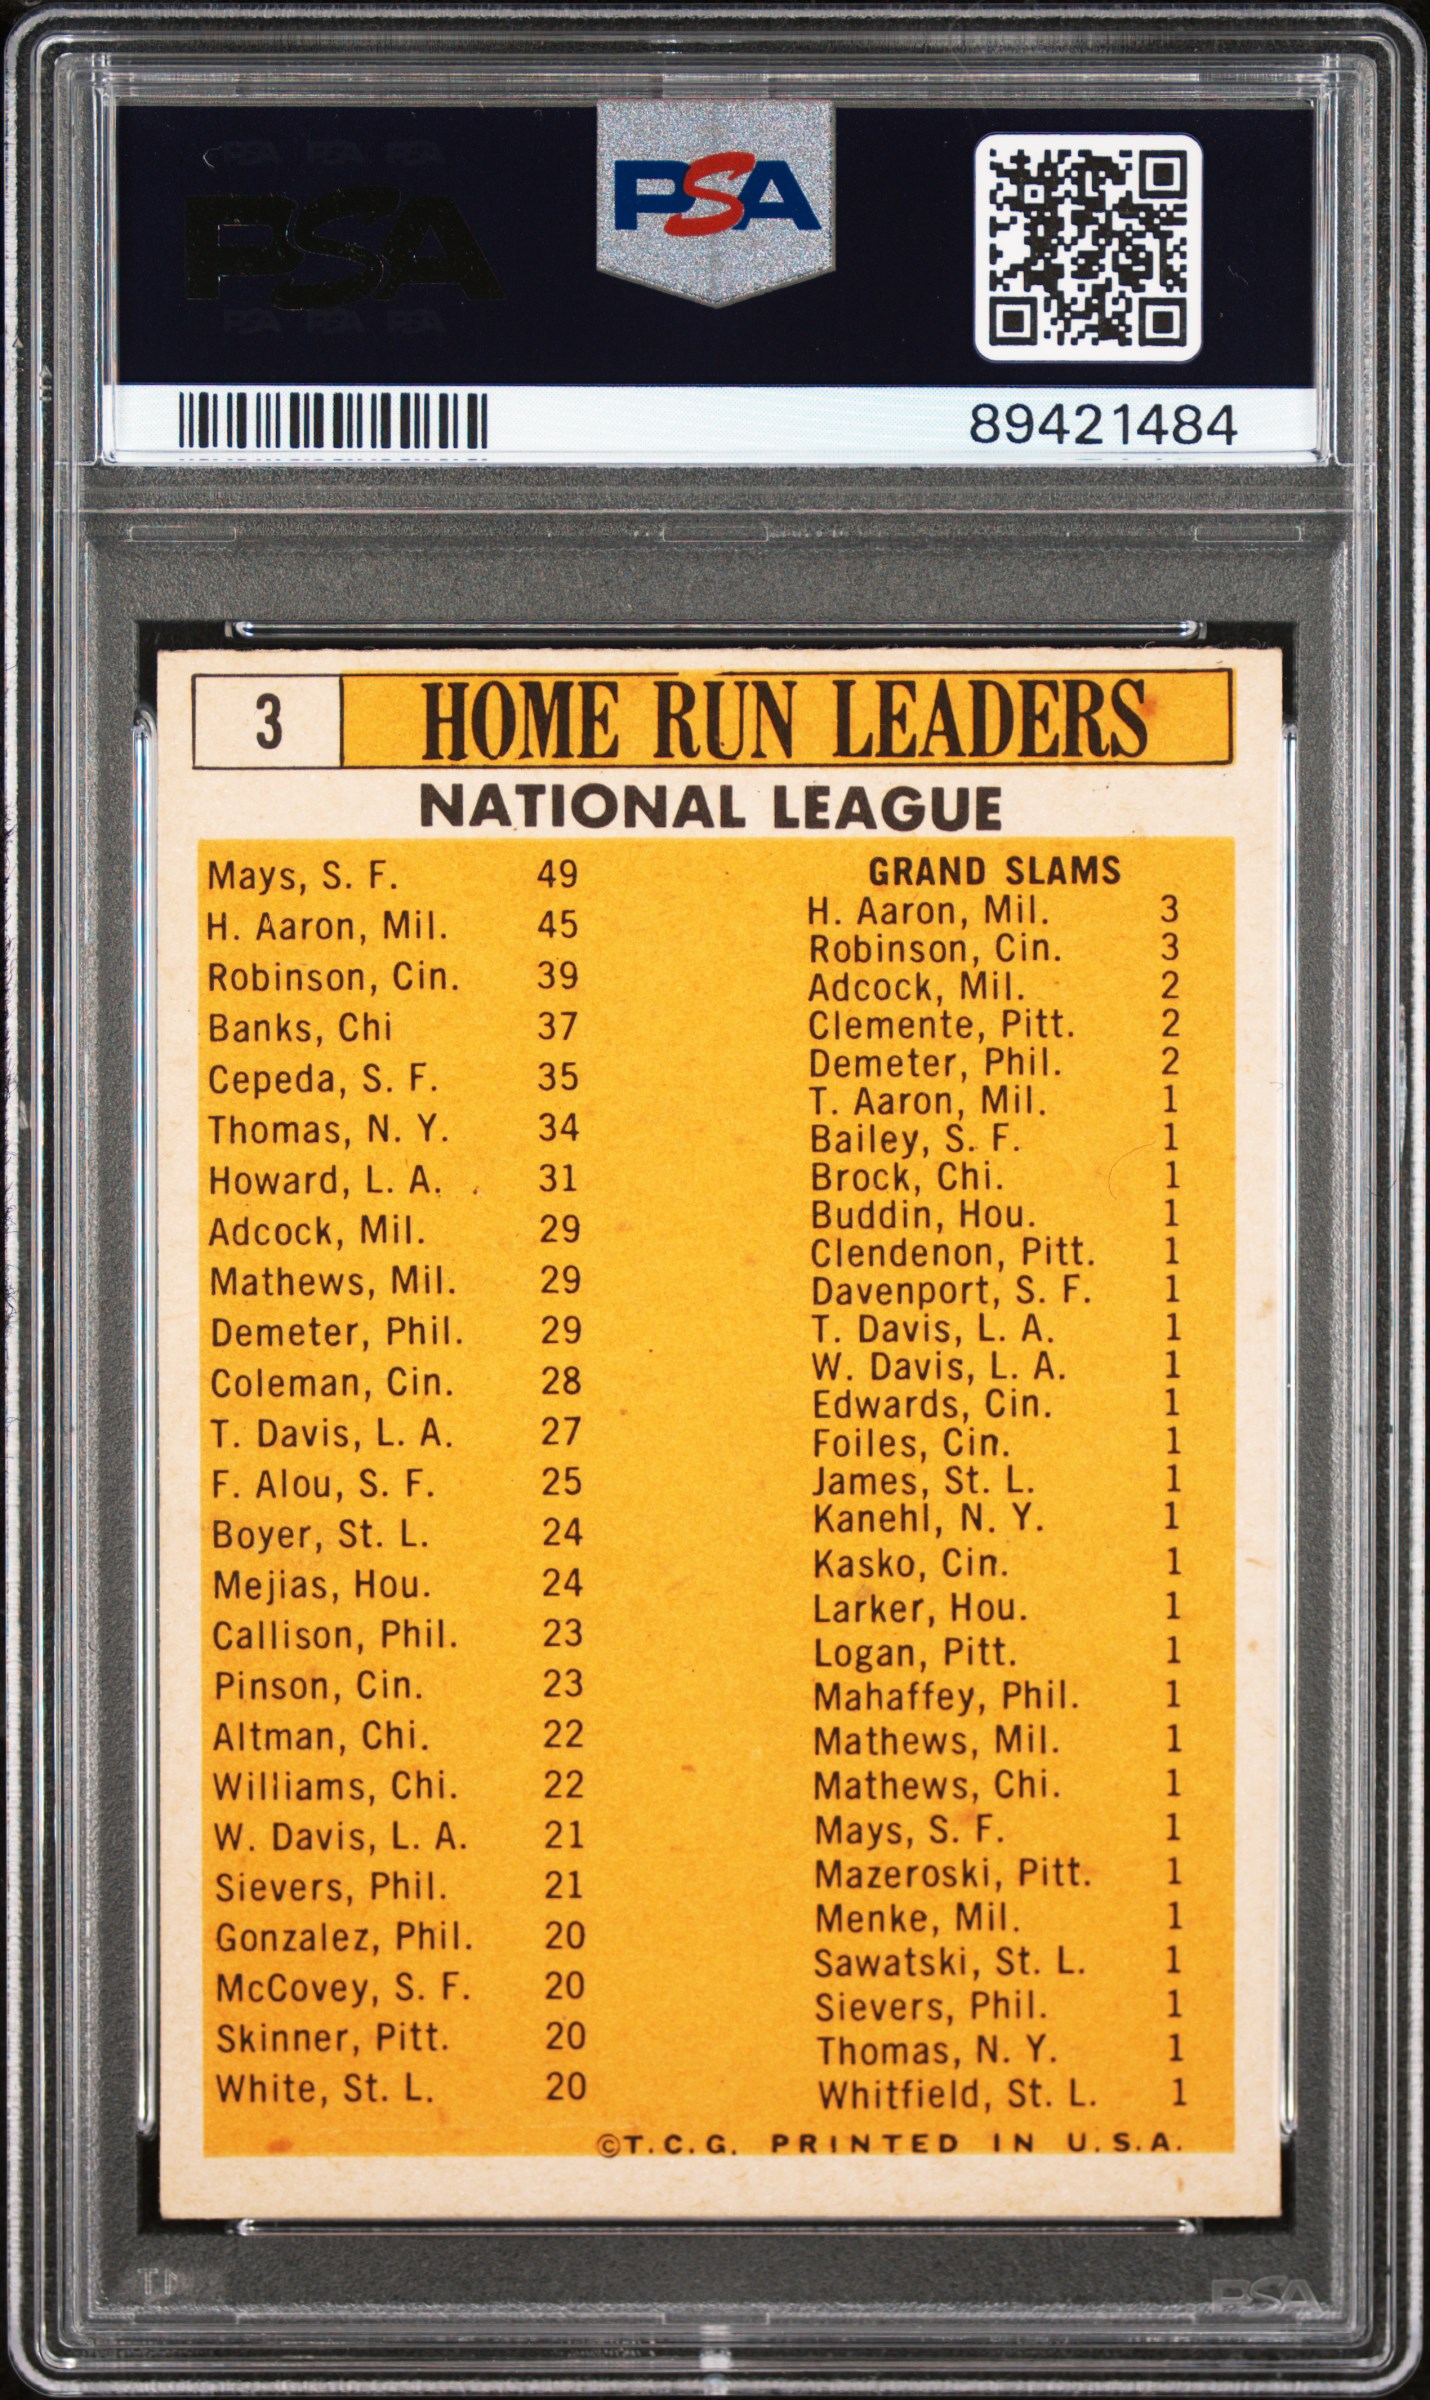 PSA PSA PSA
PSA
PSA PSA PSA
PSA
89421484
3 HOME RUN LEADERS
NATIONAL LEAGUE
Mays, S. F. 49
H. Aaron, Mil. 45
Robinson, Cin. 39
Banks, Chi 37
Cepeda, S. F. 35
Thomas, N. Y. 34
Howard, L. A. 31
Adcock, Mil. 29
Mathews, Mil. 29
Demeter, Phil. 29
Coleman, Cin. 28
T. Davis, L. A. 27
F. Alou, S. F. 25
Boyer, St. L. 24
Mejias, Hou. 24
Callison, Phil. 23
Pinson, Cin. 23
Altman, Chi. 22
Williams, Chi. 22
W. Davis, L. A. 21
Sievers, Phil. 21
Gonzalez, Phil. 20
McCovey, S. F. 20
Skinner, Pitt. 20
White, St. L. 20
GRAND SLAMS
H. Aaron, Mil. 3
Robinson, Cin. 3
Adcock, Mil. 2
Clemente, Pitt. 2
Demeter, Phil. 2
T. Aaron, Mil. 1
Bailey, S. F. 1
Brock, Chi. 1
Buddin, Hou. 1
Clendenon, Pitt. 1
Davenport, S. F. 1
T. Davis, L. A. 1
W. Davis, L. A. 1
Edwards, Cin. 1
Foiles, Cin. 1
James, St. L. 1
Kanehl, N. Y. 1
Kasko, Cin. 1
Larker, Hou. 1
Logan, Pitt. 1
Mahaffey, Phil. 1
Mathews, Mil. 1
Mathews, Chi. 1
Mays, S. F. 1
Mazeroski, Pitt. 1
Menke, Mil. 1
Sawatski, St. L. 1
Sievers, Phil. 1
Thomas, N. Y. 1
Whitfield, St. L. 1
©T.C.G. PRINTED IN U.S.A.
PSA